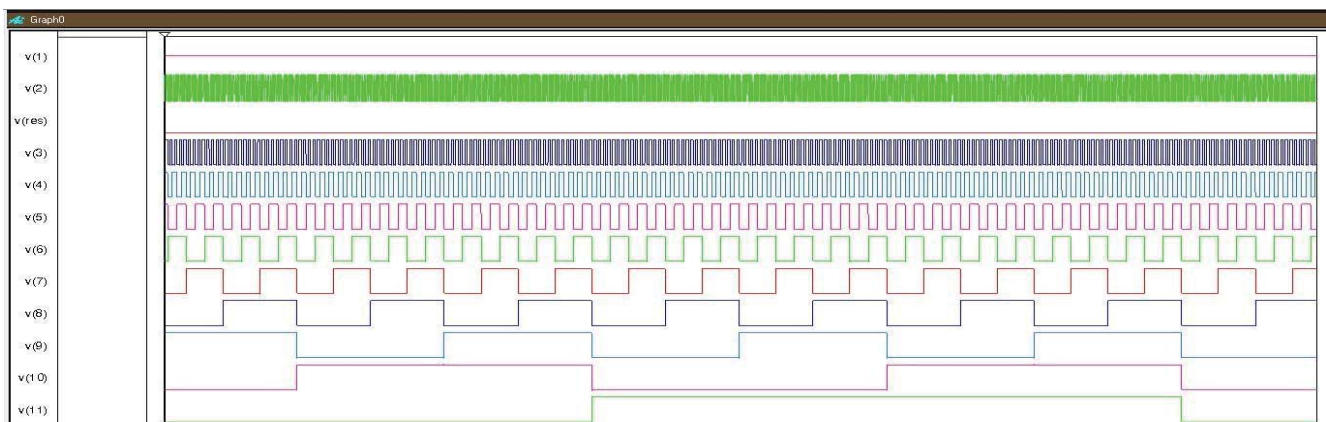 Graph0
v(1)
v(2)
v(res)
v(3)
v(4)
v(5)
v(6)
v(7)
v(8)
v(9)
v(10)
v(11)